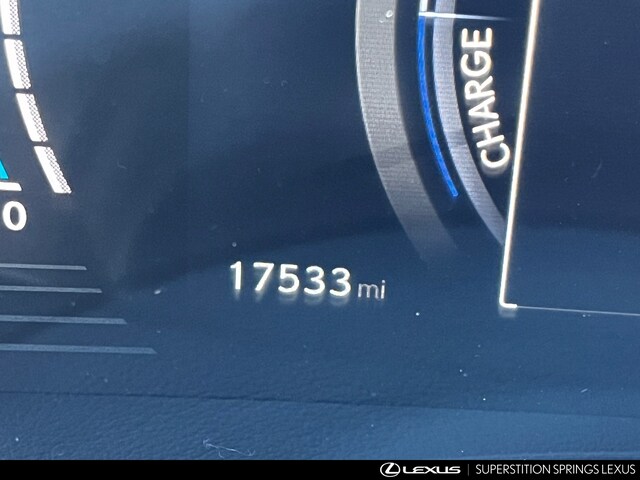 CHARGE
0
17533 mi
LEXUS | SUPERSTITION SPRINGS LEXUS